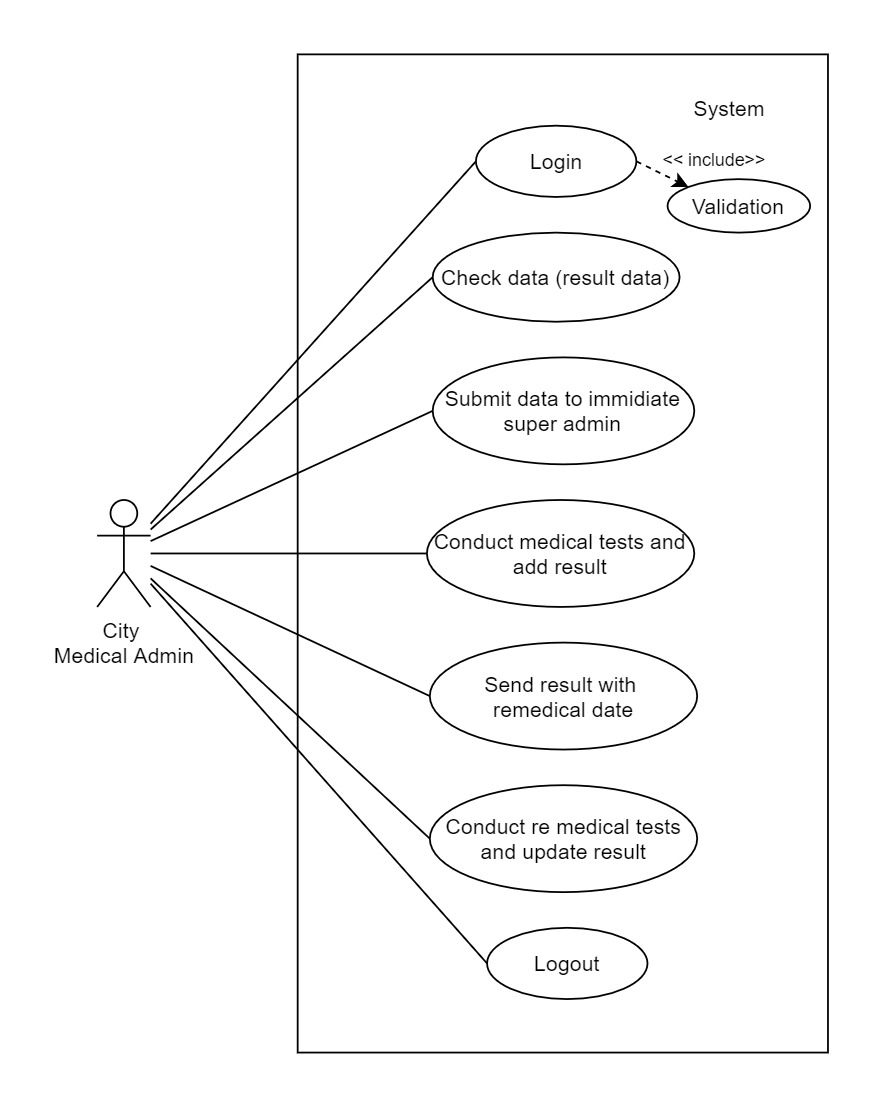 System
Login
<< include>>
Validation
Check data (result data)
Submit data to immidiate
super admin
Conduct medical tests and
add result
City
Medical Admin
Send result with
remedical date
Conduct re medical tests
and update result
Logout